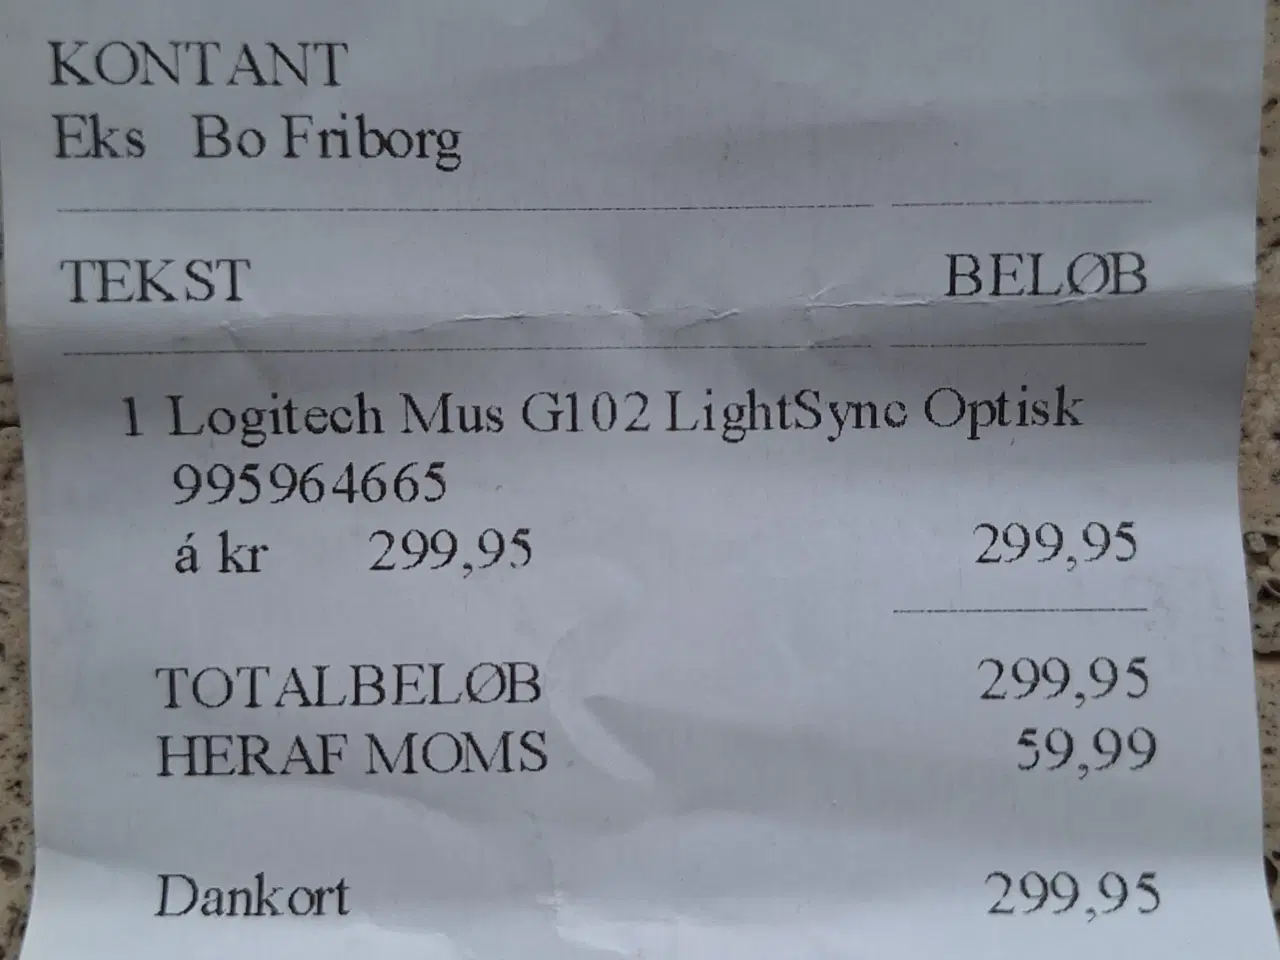 KONTANT
Eks Bo Friborg
TEKST BELØB
1 Logitech Mus G102 LightSync Optisk
995964665
á kr 299,95 299,95
TOTALBELØB 299,95
HERAF MOMS 59,99
Dankort 299,95